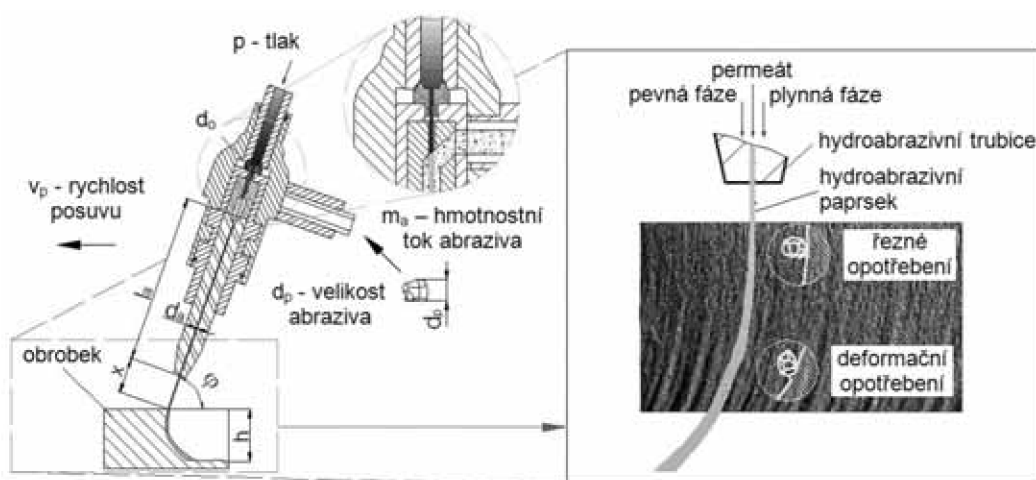 p - tlak
d₀
vₚ - rychlost
posuvu
mₐ – hmotnostní
tok abraziva
dₚ - velikost
abraziva
dₚ
lₐ
dₐ
x
φ
h
obrobek
permeát
pevná fáze
plynná fáze
hydroabrazivní trubice
hydroabrazivní
paprsek
řezné
opotřebení
deformační
opotřebení